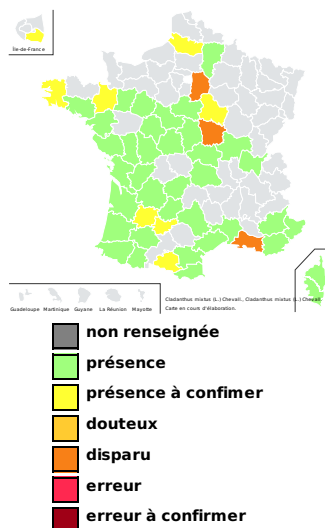 Île-de-France
Guadeloupe Martinique Guyane La Réunion Mayotte
Cladanthus mixtus (L.) Chevall., Cladanthus mixtus (L.) Chevall.
Carte en cours d'élaboration.
non renseignée
présence
présence à confimer
douteux
disparu
erreur
erreur à confirmer